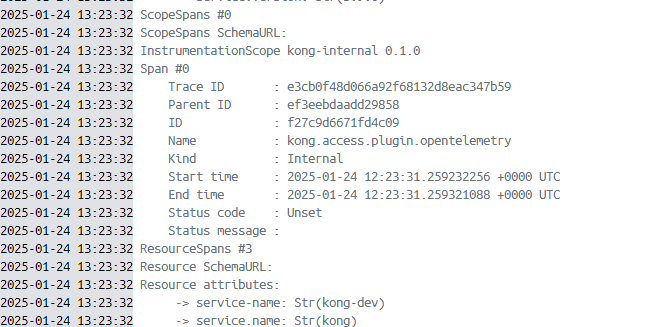 2025-01-24 13:23:32 ScopeSpans #0
2025-01-24 13:23:32 ScopeSpans SchemaURL:
2025-01-24 13:23:32 InstrumentationScope kong-internal 0.1.0
2025-01-24 13:23:32 Span #0
2025-01-24 13:23:32     Trace ID       : e3cb0f48d066a92f68132d8eac347b59
2025-01-24 13:23:32     Parent ID      : ef3eebdaadd29858
2025-01-24 13:23:32     ID             : f27c9d6671fd4c09
2025-01-24 13:23:32     Name           : kong.access.plugin.opentelemetry
2025-01-24 13:23:32     Kind           : Internal
2025-01-24 13:23:32     Start time     : 2025-01-24 12:23:31.259232256 +0000 UTC
2025-01-24 13:23:32     End time       : 2025-01-24 12:23:31.259321088 +0000 UTC
2025-01-24 13:23:32     Status code    : Unset
2025-01-24 13:23:32     Status message :
2025-01-24 13:23:32 ResourceSpans #3
2025-01-24 13:23:32 Resource SchemaURL:
2025-01-24 13:23:32 Resource attributes:
2025-01-24 13:23:32      -> service-name: Str(kong-dev)
2025-01-24 13:23:32      -> service.name: Str(kong)